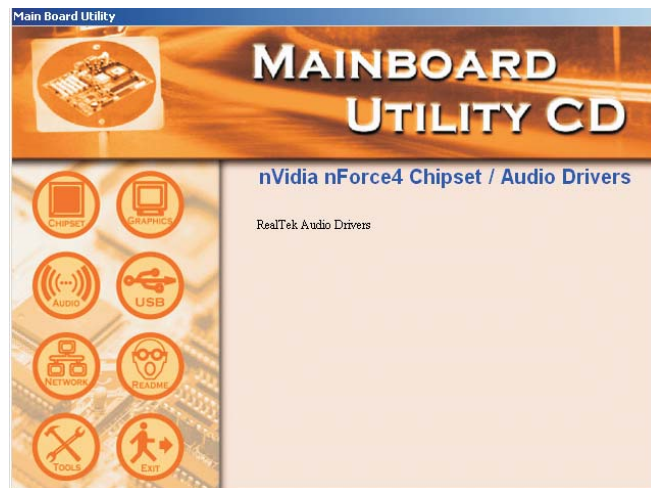 Main Board Utility
MAINBOARD
UTILITY CD
nVidia nForce4 Chipset / Audio Drivers
RealTek Audio Drivers
CHIPSET
GRAPHICS
AUDIO
USB
NETWORK
README
TOOLS
EXIT